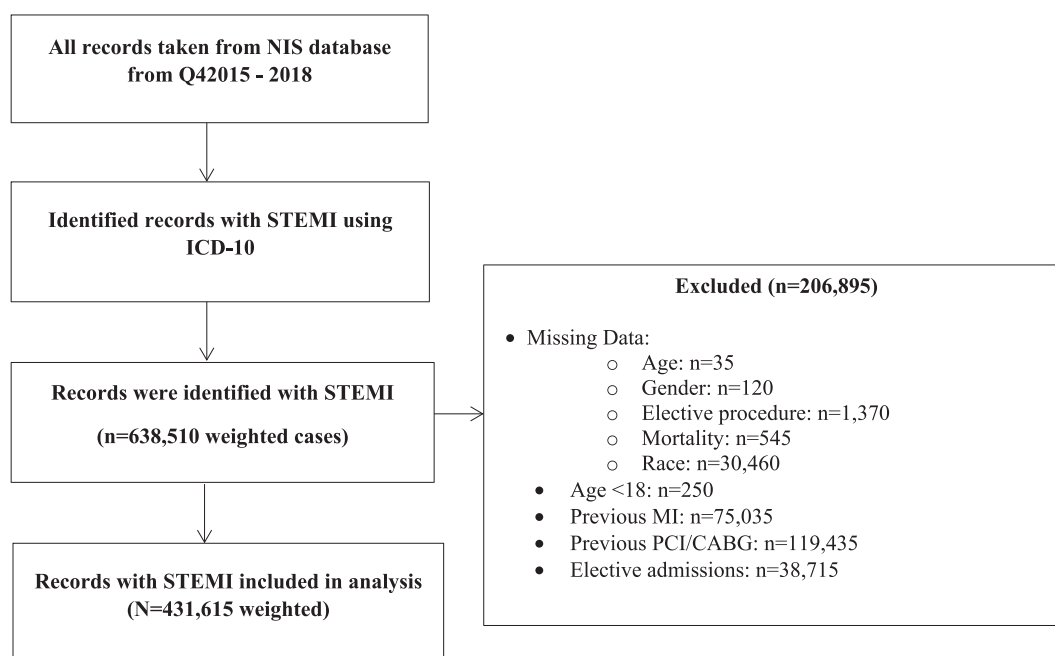 All records taken from NIS database
from Q42015 - 2018
Identified records with STEMI using
ICD-10
Records were identified with STEMI
(n=638,510 weighted cases)
Excluded (n=206,895)
• Missing Data:
o Age: n=35
o Gender: n=120
o Elective procedure: n=1,370
o Mortality: n=545
o Race: n=30,460
• Age <18: n=250
• Previous MI: n=75,035
• Previous PCI/CABG: n=119,435
• Elective admissions: n=38,715
Records with STEMI included in analysis
(N=431,615 weighted)